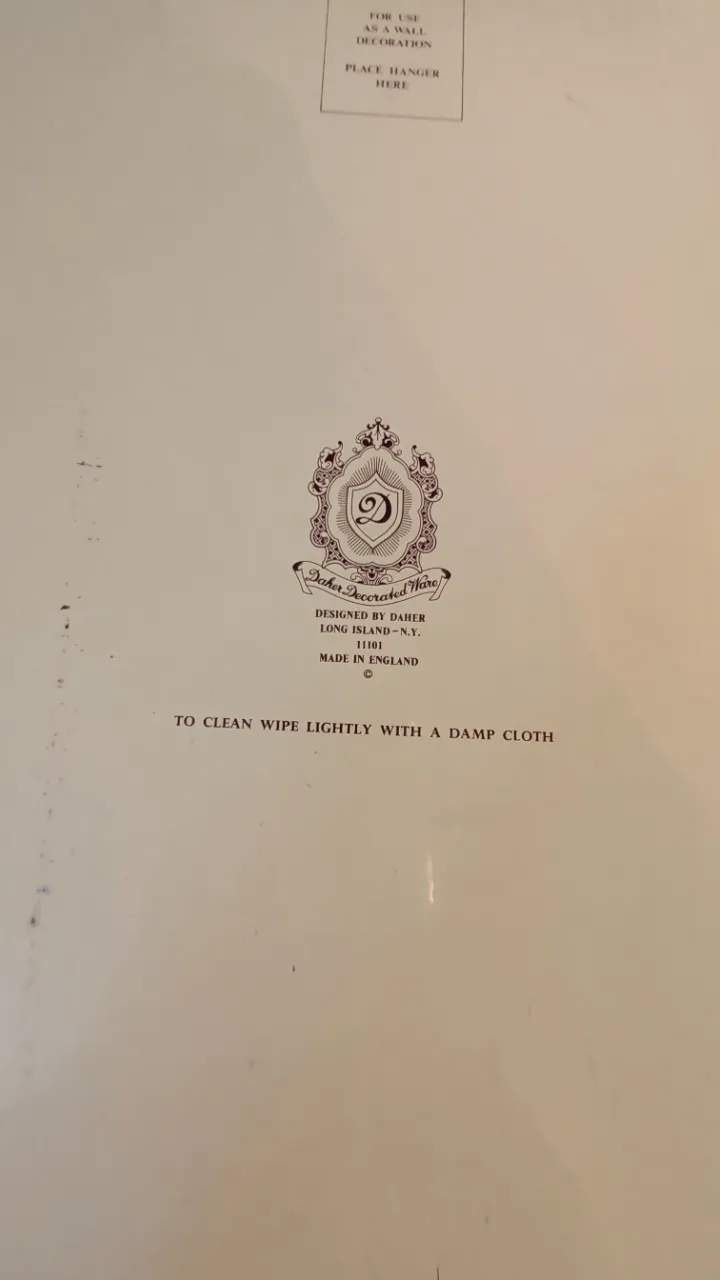 FOR USE
AS A WALL
DECORATION
PLACE HANGER
HERE
D
Daher Decorated Ware
DESIGNED BY DAHER
LONG ISLAND-N.Y.
11101
MADE IN ENGLAND
©
TO CLEAN WIPE LIGHTLY WITH A DAMP CLOTH